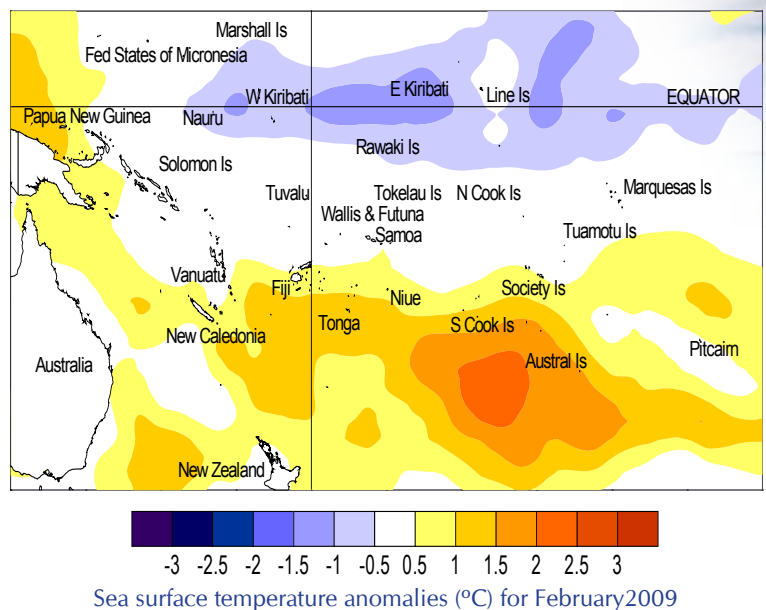 Marshall Is
Fed States of Micronesia
W Kiribati
E Kiribati
Line Is
EQUATOR
Papua New Guinea
Nauru
Rawaki Is
Solomon Is
Tuvalu
Tokelau Is
N Cook Is
Marquesas Is
Wallis & Futuna
Samoa
Tuamotu Is
Vanuatu
Fiji
Niue
Society Is
New Caledonia
Tonga
S Cook Is
Pitcairn
Australia
Austral Is
New Zealand
-3 -2.5 -2 -1.5 -1 -0.5 0.5 1 1.5 2 2.5 3
Sea surface temperature anomalies (ºC) for February2009